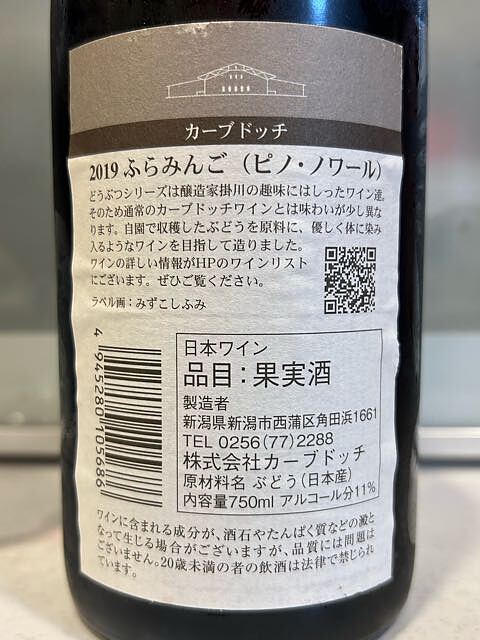 カーブドッチ
2019 ふらみんご（ピノ・ノワール）
どうぶつシリーズは醸造家掛川の趣味にはしったワイン達。
そのため通常のカーブドッチワインとは味わいが少し異な
ります。自園で収穫したぶどうを原料に、優しく体に染み
入るようなワインを目指して造りました。
ワインの詳しい情報がHPのワインリスト
にございます。ぜひご覧ください。
ラベル画：みずこしふみ
4945280105686
日本ワイン
品目：果実酒
製造者
新潟県新潟市西蒲区角田浜1661
TEL 0256(77)2288
株式会社カーブドッチ
原材料名 ぶどう（日本産）
内容量750ml アルコール分11%
ワインに含まれる成分が、酒石やたんぱく質などの澱と
なって生じる場合がございますが、品質には問題は
ございません。20歳未満の者の飲酒は法律で禁じられ
ています。